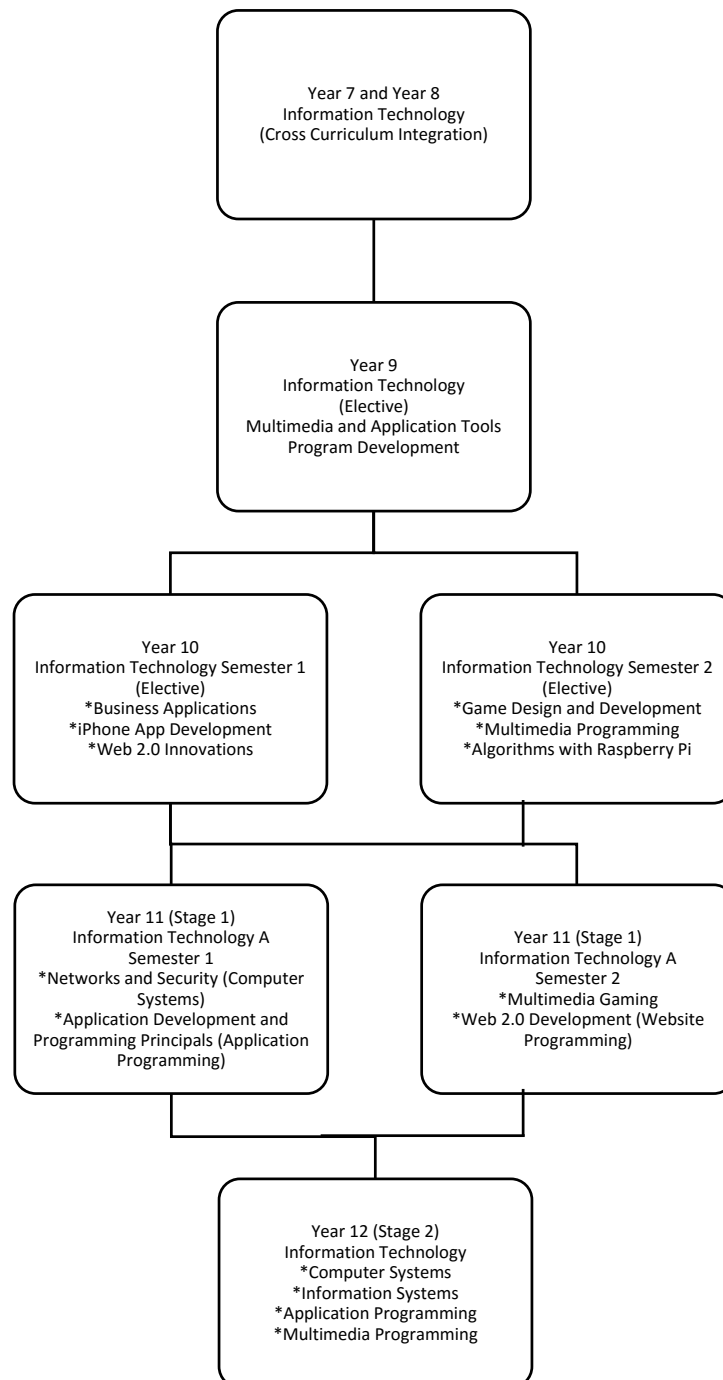 Year 7 and Year 8
Information Technology
(Cross Curriculum Integration)
Year 9
Information Technology
(Elective)
Multimedia and Application Tools
Program Development
Year 10
Information Technology Semester 1
(Elective)
*Business Applications
*iPhone App Development
*Web 2.0 Innovations
Year 10
Information Technology Semester 2
(Elective)
*Game Design and Development
*Multimedia Programming
*Algorithms with Raspberry Pi
Year 11 (Stage 1)
Information Technology A
Semester 1
*Networks and Security (Computer
Systems)
*Application Development and
Programming Principals (Application
Programming)
Year 11 (Stage 1)
Information Technology A
Semester 2
*Multimedia Gaming
*Web 2.0 Development (Website
Programming)
Year 12 (Stage 2)
Information Technology
*Computer Systems
*Information Systems
*Application Programming
*Multimedia Programming